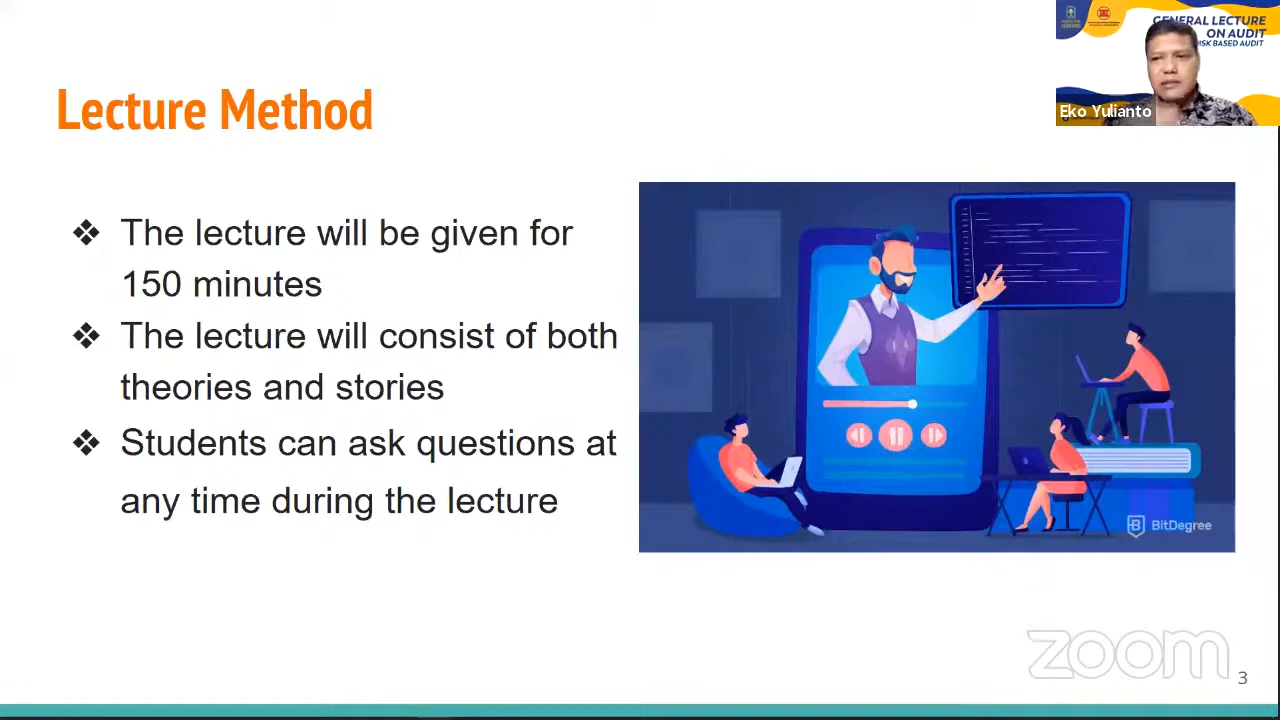 Lecture Method
❖ The lecture will be given for
150 minutes
❖ The lecture will consist of both
theories and stories
❖ Students can ask questions at
any time during the lecture
GENERAL LECTURE
ON AUDIT
RISK BASED AUDIT
Eko Yulianto
BitDegree
zoom
3